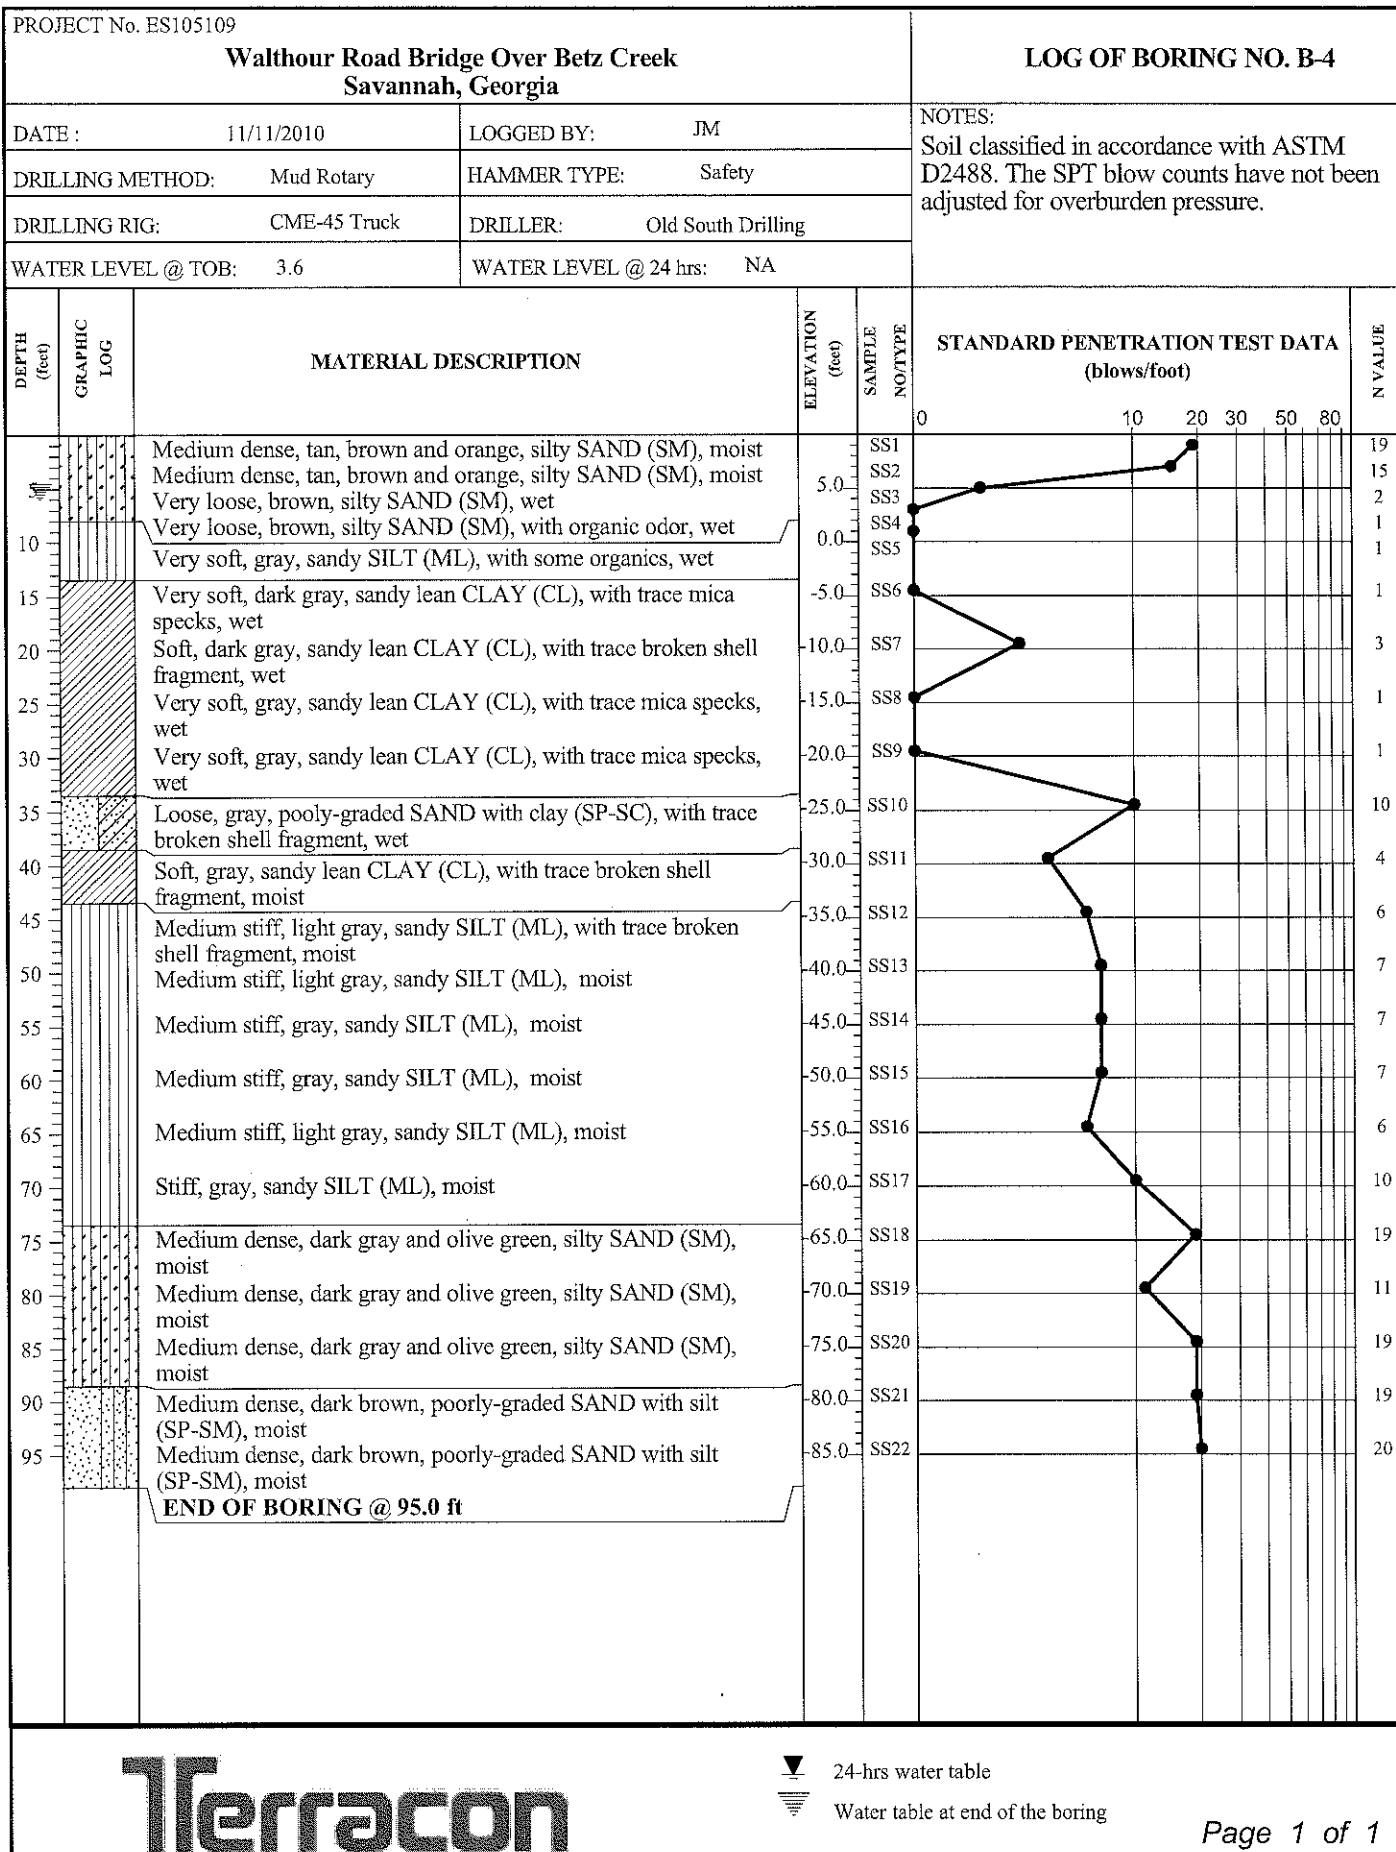 PROJECT No. ES105109
Walthour Road Bridge Over Betz Creek
Savannah, Georgia
LOG OF BORING NO. B-4
DATE : 11/11/2010
LOGGED BY: JM
DRILLING METHOD: Mud Rotary
HAMMER TYPE: Safety
DRILLING RIG: CME-45 Truck
DRILLER: Old South Drilling
WATER LEVEL @ TOB: 3.6
WATER LEVEL @ 24 hrs: NA
NOTES:
Soil classified in accordance with ASTM
D2488. The SPT blow counts have not been
adjusted for overburden pressure.
DEPTH
(feet)
GRAPHIC
LOG
MATERIAL DESCRIPTION
ELEVATION
(feet)
SAMPLE
NO/TYPE
STANDARD PENETRATION TEST DATA
(blows/foot)
N VALUE
0 10 20 30 50 80
Medium dense, tan, brown and orange, silty SAND (SM), moist SS1 19
Medium dense, tan, brown and orange, silty SAND (SM), moist SS2 15
5.0
Very loose, brown, silty SAND (SM), wet SS3 2
Very loose, brown, silty SAND (SM), with organic odor, wet SS4 1
10 0.0
Very soft, gray, sandy SILT (ML), with some organics, wet SS5 1
15 Very soft, dark gray, sandy lean CLAY (CL), with trace mica -5.0 SS6 1
specks, wet
20 Soft, dark gray, sandy lean CLAY (CL), with trace broken shell -10.0 SS7 3
fragment, wet
25 Very soft, gray, sandy lean CLAY (CL), with trace mica specks, -15.0 SS8 1
wet
30 Very soft, gray, sandy lean CLAY (CL), with trace mica specks, -20.0 SS9 1
wet
35 Loose, gray, pooly-graded SAND with clay (SP-SC), with trace -25.0 SS10 10
broken shell fragment, wet
40 Soft, gray, sandy lean CLAY (CL), with trace broken shell -30.0 SS11 4
fragment, moist
45 Medium stiff, light gray, sandy SILT (ML), with trace broken -35.0 SS12 6
shell fragment, moist
50 Medium stiff, light gray, sandy SILT (ML), moist -40.0 SS13 7
55 Medium stiff, gray, sandy SILT (ML), moist -45.0 SS14 7
60 Medium stiff, gray, sandy SILT (ML), moist -50.0 SS15 7
65 Medium stiff, light gray, sandy SILT (ML), moist -55.0 SS16 6
70 Stiff, gray, sandy SILT (ML), moist -60.0 SS17 10
75 Medium dense, dark gray and olive green, silty SAND (SM), -65.0 SS18 19
moist
80 Medium dense, dark gray and olive green, silty SAND (SM), -70.0 SS19 11
moist
85 Medium dense, dark gray and olive green, silty SAND (SM), -75.0 SS20 19
moist
90 Medium dense, dark brown, poorly-graded SAND with silt -80.0 SS21 19
(SP-SM), moist
95 Medium dense, dark brown, poorly-graded SAND with silt -85.0 SS22 20
(SP-SM), moist
END OF BORING @ 95.0 ft
Terracon
24-hrs water table
Water table at end of the boring
Page 1 of 1